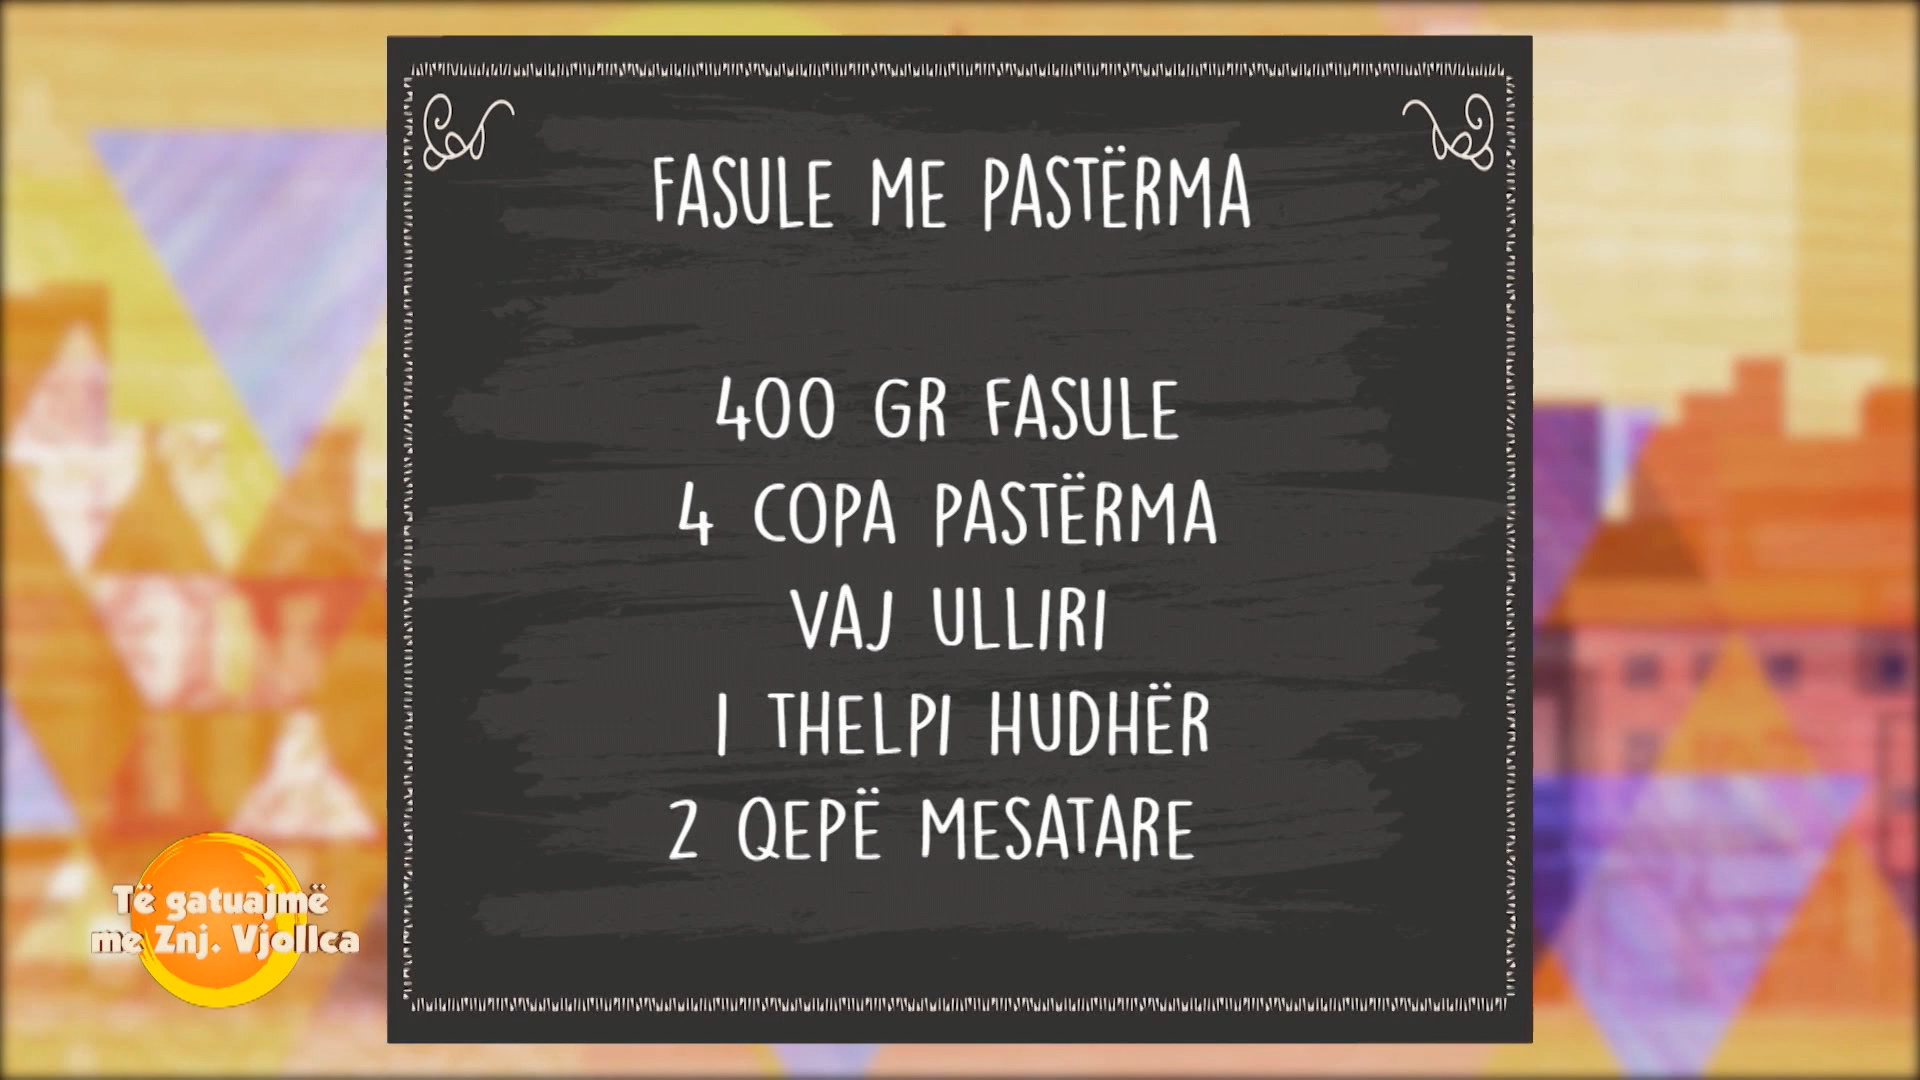 FASULE ME PASTËRMA
400 GR FASULE
4 COPA PASTËRMA
VAJ ULLIRI
1 THELPI HUDHËR
2 QEPË MESATARE
Të gatuajmë
me Znj. Vjollca